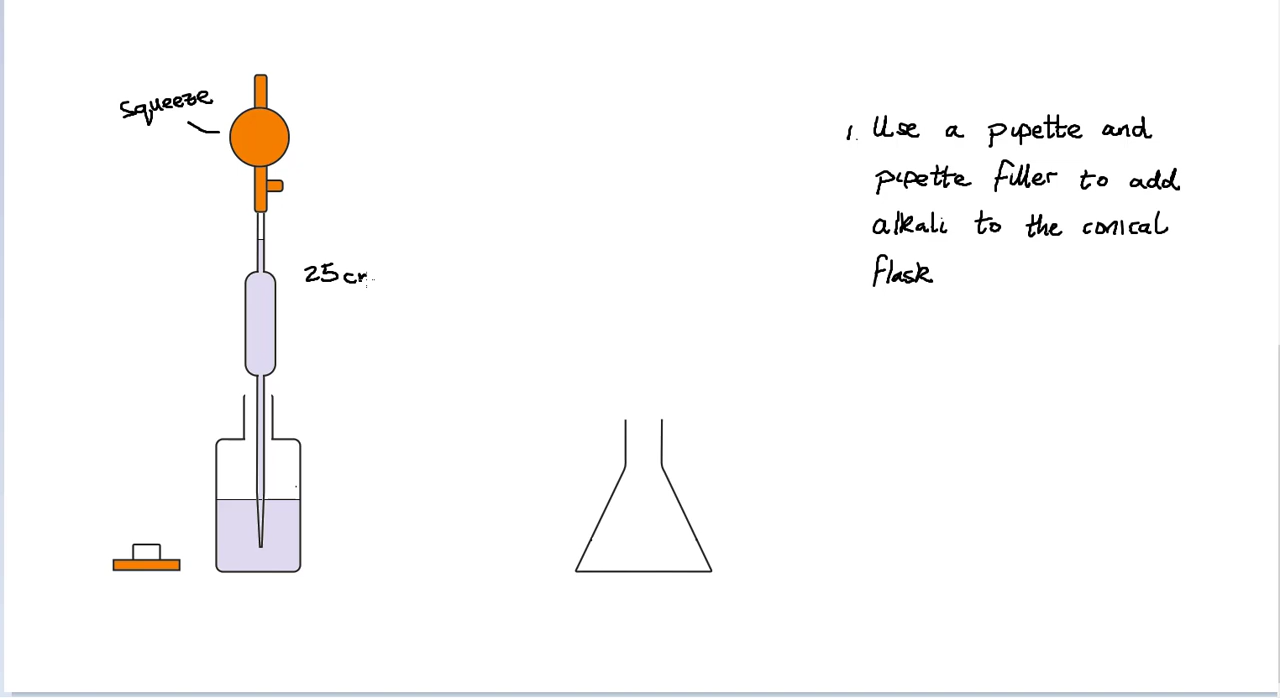 Squeeze
25cm
1. Use a pipette and
pipette filler to add
alkali to the conical
flask